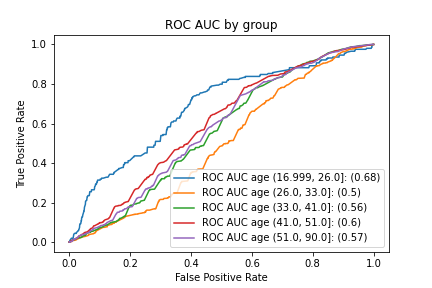 ROC AUC by group
True Positive Rate
1.0
0.8
0.6
0.4
0.2
0.0
ROC AUC age (16.999, 26.0]: (0.68)
ROC AUC age (26.0, 33.0]: (0.5)
ROC AUC age (33.0, 41.0]: (0.56)
ROC AUC age (41.0, 51.0]: (0.6)
ROC AUC age (51.0, 90.0]: (0.57)
0.0 0.2 0.4 0.6 0.8 1.0
False Positive Rate